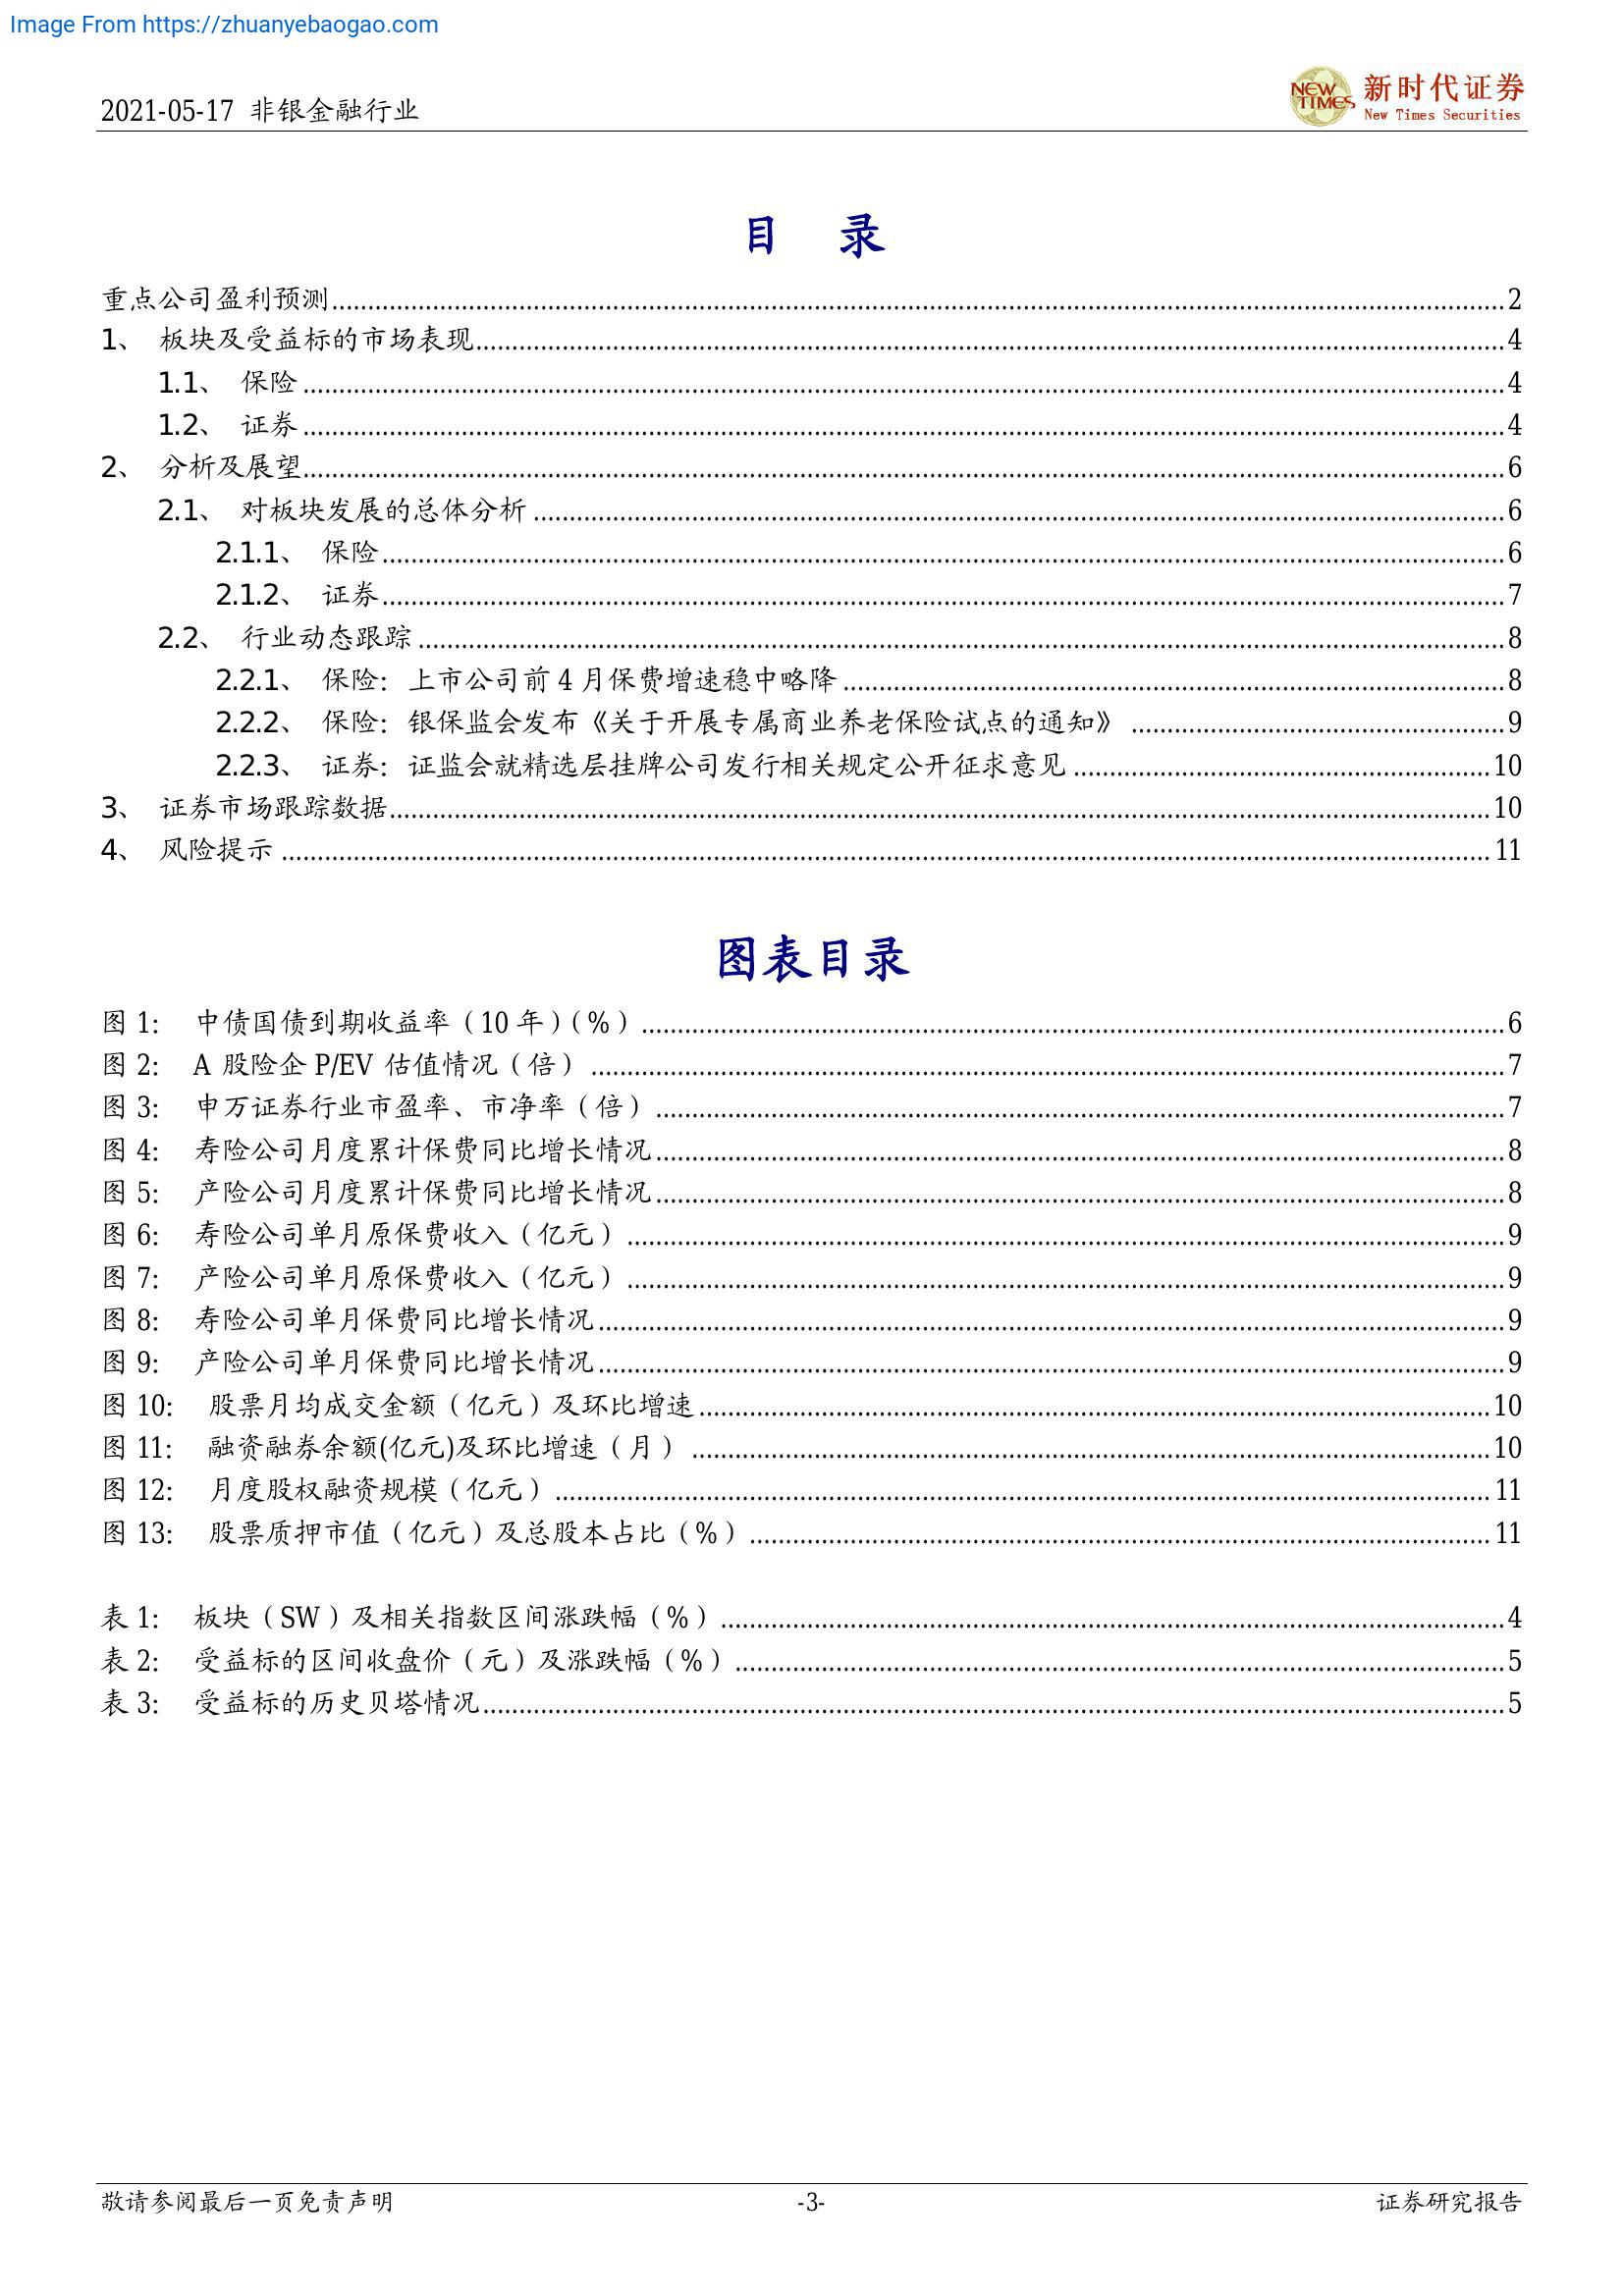 Image From https://zhuanyebaogao.com
2021-05-17 非银金融行业
NEW TIMES
新时代证券
New Times Securities
目 录
重点公司盈利预测 2
1、 板块及受益标的市场表现 4
1.1、 保险 4
1.2、 证券 4
2、 分析及展望 6
2.1、 对板块发展的总体分析 6
2.1.1、 保险 6
2.1.2、 证券 7
2.2、 行业动态跟踪 8
2.2.1、 保险：上市公司前 4 月保费增速稳中略降 8
2.2.2、 保险：银保监会发布《关于开展专属商业养老保险试点的通知》 9
2.2.3、 证券：证监会就精选层挂牌公司发行相关规定公开征求意见 10
3、 证券市场跟踪数据 10
4、 风险提示 11
图表目录
图 1: 中债国债到期收益率（10 年）（%） 6
图 2: A 股险企 P/EV 估值情况（倍） 7
图 3: 申万证券行业市盈率、市净率（倍） 7
图 4: 寿险公司月度累计保费同比增长情况 8
图 5: 产险公司月度累计保费同比增长情况 8
图 6: 寿险公司单月原保费收入（亿元） 9
图 7: 产险公司单月原保费收入（亿元） 9
图 8: 寿险公司单月保费同比增长情况 9
图 9: 产险公司单月保费同比增长情况 9
图 10: 股票月均成交金额（亿元）及环比增速 10
图 11: 融资融券余额(亿元)及环比增速（月） 10
图 12: 月度股权融资规模（亿元） 11
图 13: 股票质押市值（亿元）及总股本占比（%） 11
表 1: 板块（SW）及相关指数区间涨跌幅（%） 4
表 2: 受益标的区间收盘价（元）及涨跌幅（%） 5
表 3: 受益标的历史贝塔情况 5
敬请参阅最后一页免责声明 -3- 证券研究报告